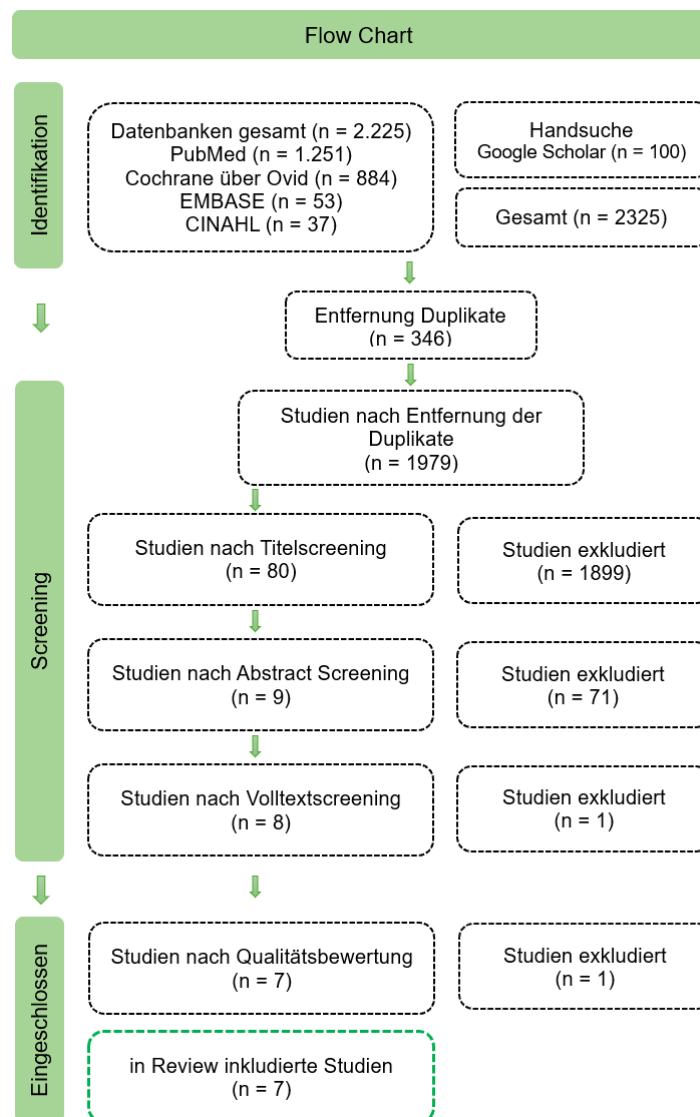 Flow Chart
Identifikation
Datenbanken gesamt (n = 2.225)
PubMed (n = 1.251)
Cochrane über Ovid (n = 884)
EMBASE (n = 53)
CINAHL (n = 37)
Handsuche
Google Scholar (n = 100)
Gesamt (n = 2325)
Entfernung Duplikate
(n = 346)
Screening
Studien nach Entfernung der
Duplikate
(n = 1979)
Studien nach Titelscreening
(n = 80)
Studien exkludiert
(n = 1899)
Studien nach Abstract Screening
(n = 9)
Studien exkludiert
(n = 71)
Studien nach Volltextscreening
(n = 8)
Studien exkludiert
(n = 1)
Eingeschlossen
Studien nach Qualitätsbewertung
(n = 7)
Studien exkludiert
(n = 1)
in Review inkludierte Studien
(n = 7)